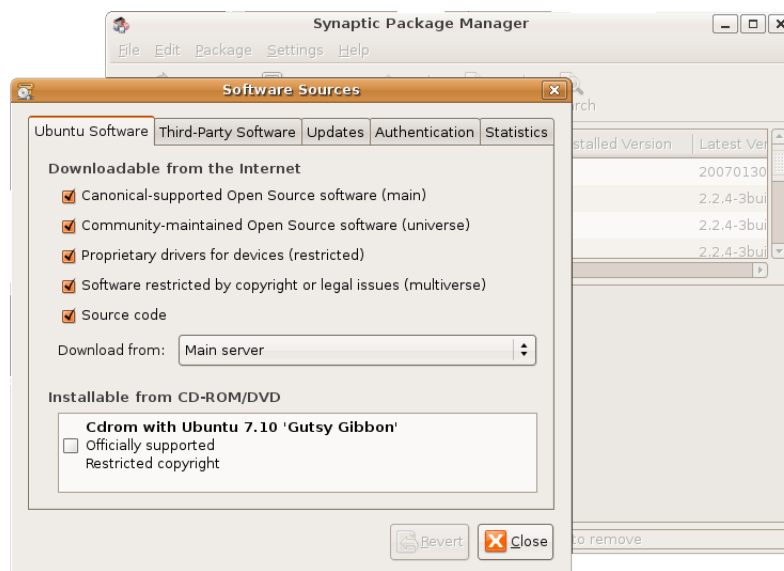 Synaptic Package Manager
File Edit Package Settings Help
Software Sources
Ubuntu Software Third-Party Software Updates Authentication Statistics
Downloadable from the Internet
Canonical-supported Open Source software (main)
Community-maintained Open Source software (universe)
Proprietary drivers for devices (restricted)
Software restricted by copyright or legal issues (multiverse)
Source code
Download from: Main server
Installable from CD-ROM/DVD
Cdrom with Ubuntu 7.10 'Gutsy Gibbon'
Officially supported
Restricted copyright
Revert Close
rch
stalled Version Latest Ver
20070130
2.2.4-3bui
2.2.4-3bui
2.2.4-3bui
to remove